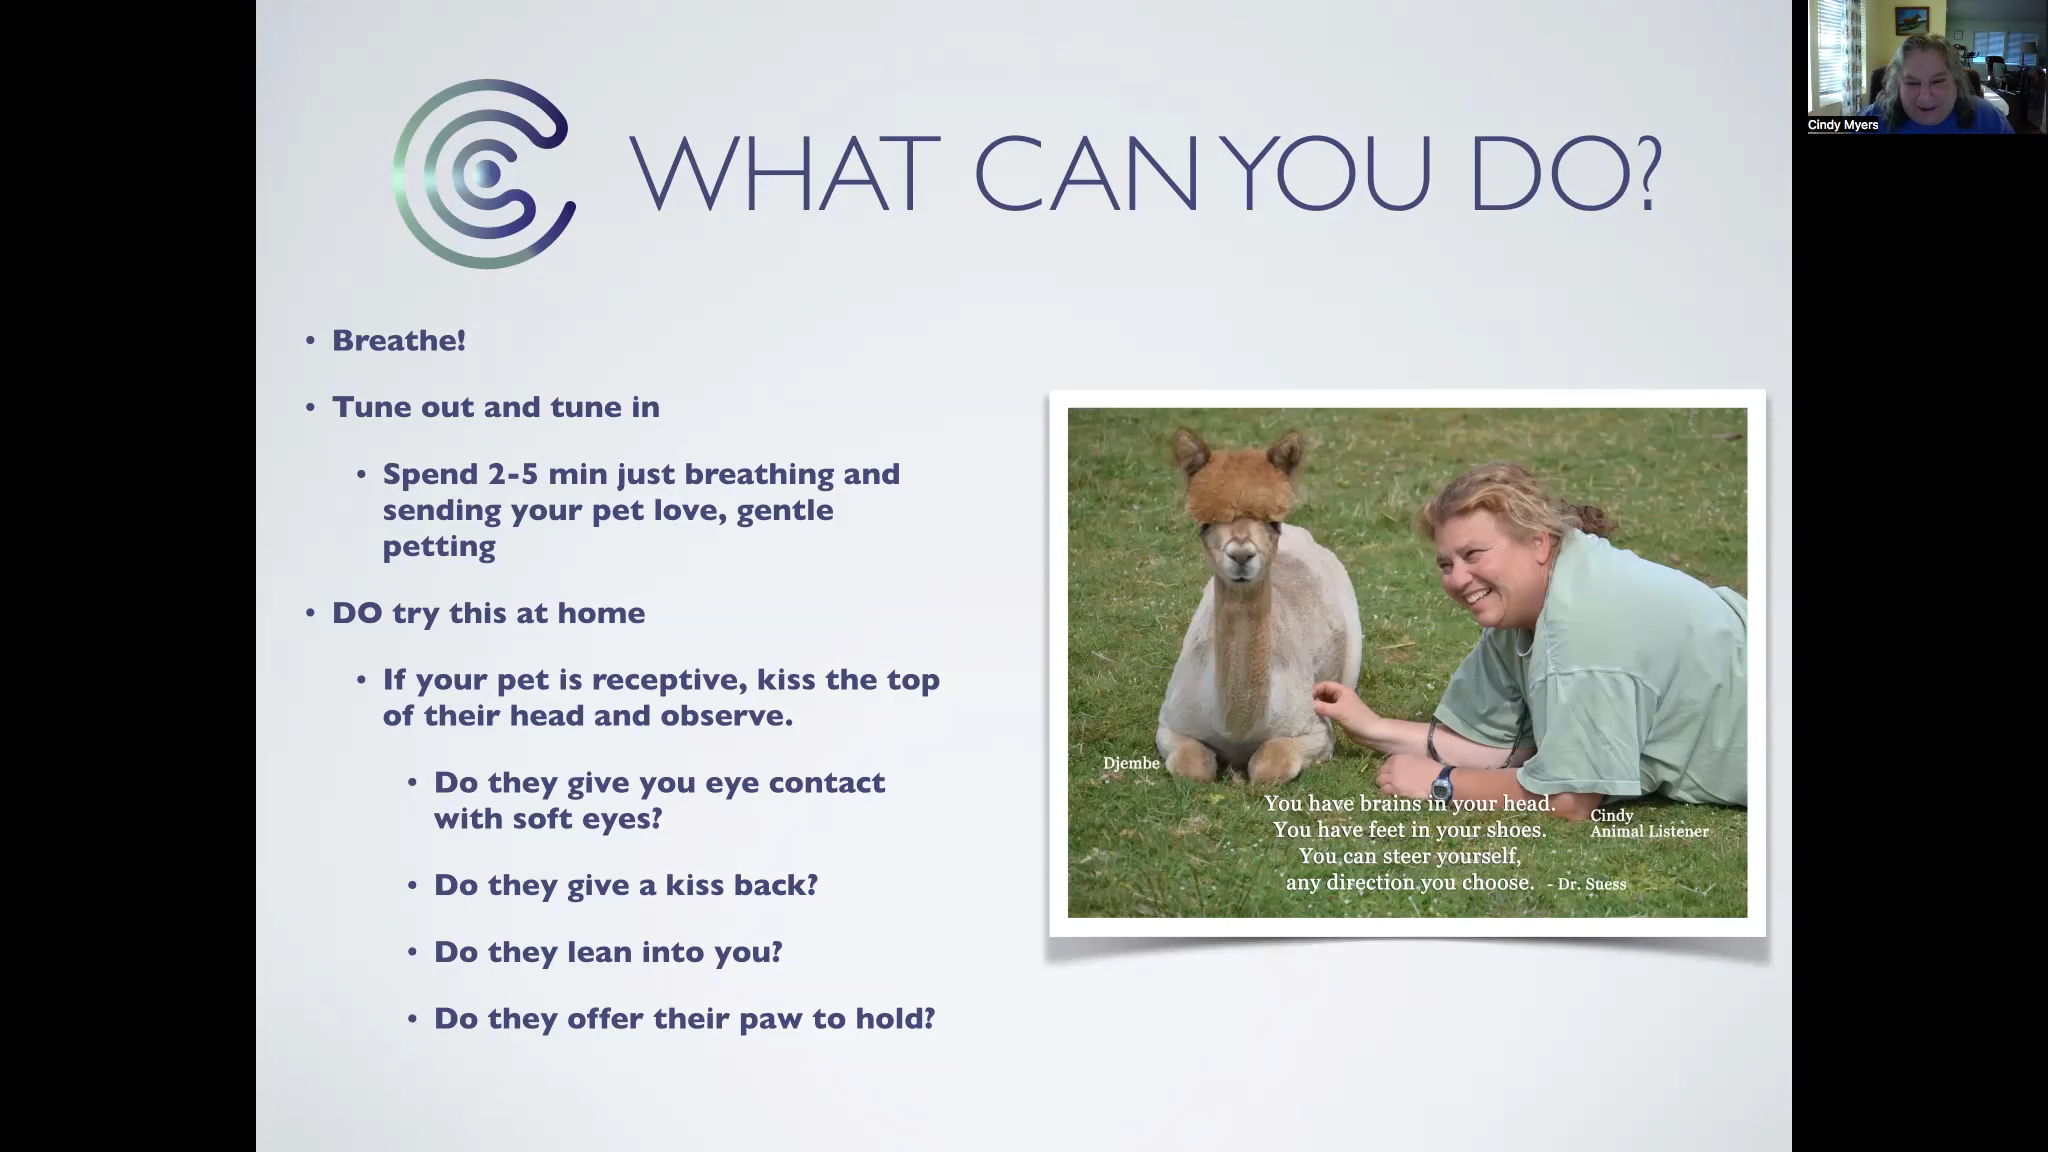 WHAT CAN YOU DO?
Cindy Myers
• Breathe!
• Tune out and tune in
• Spend 2-5 min just breathing and
sending your pet love, gentle
petting
• DO try this at home
• If your pet is receptive, kiss the top
of their head and observe.
• Do they give you eye contact
with soft eyes?
• Do they give a kiss back?
• Do they lean into you?
• Do they offer their paw to hold?
Djembe
You have brains in your head.
You have feet in your shoes.
You can steer yourself,
any direction you choose. - Dr. Suess
Cindy
Animal Listener